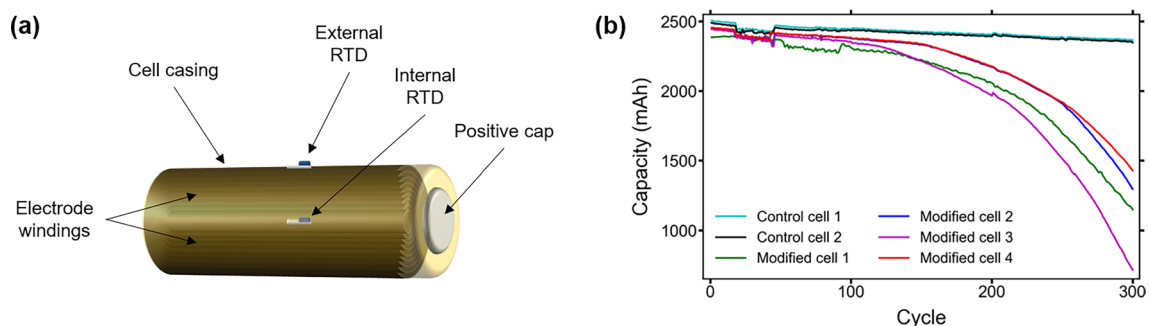 (a)
External
RTD
Cell casing
Internal
RTD
Positive cap
Electrode
windings
(b)
Capacity (mAh)
2500
2000
1500
1000
Control cell 1
Control cell 2
Modified cell 1
Modified cell 2
Modified cell 3
Modified cell 4
0
100
200
300
Cycle